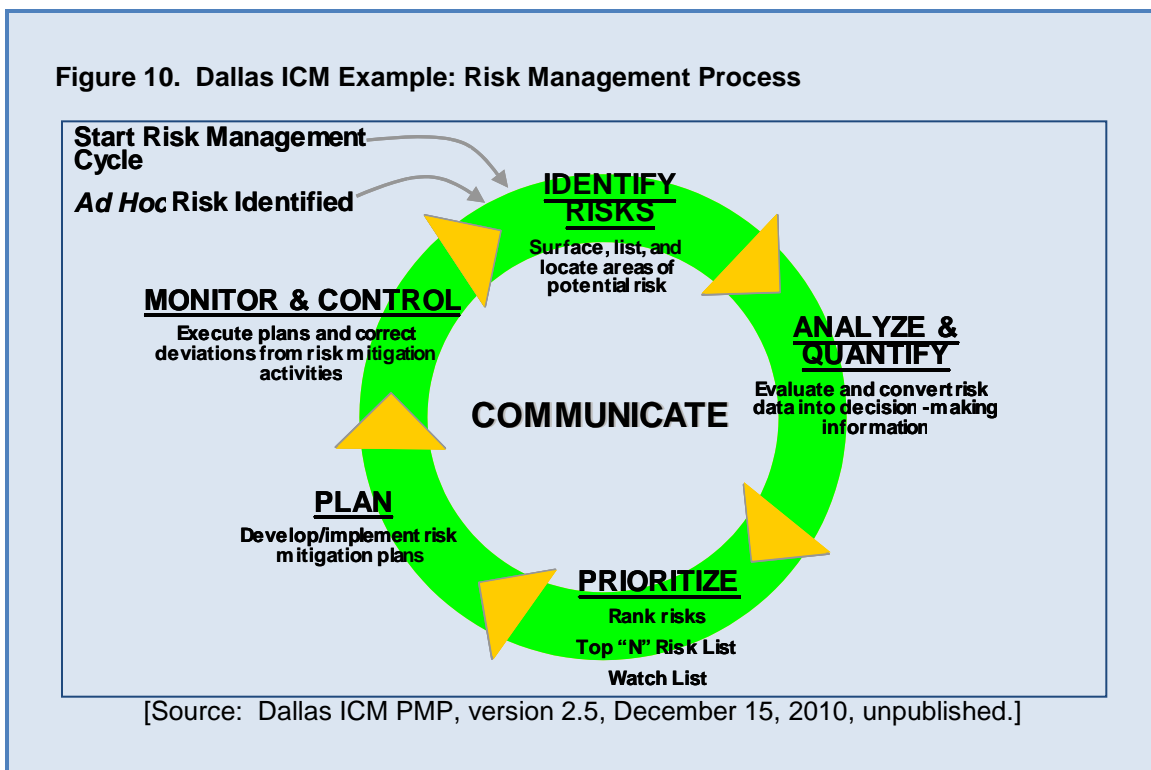 Figure 10. Dallas ICM Example: Risk Management Process
Start Risk Management
Cycle
Ad Hoc Risk Identified
IDENTIFY
RISKS
Surface, list, and
locate areas of
potential risk
ANALYZE &
QUANTIFY
Evaluate and convert risk
data into decision -making
information
PRIORITIZE
Rank risks
Top “N” Risk List
Watch List
PLAN
Develop/implement risk
mitigation plans
MONITOR & CONTROL
Execute plans and correct
deviations from risk mitigation
activities
COMMUNICATE
[Source: Dallas ICM PMP, version 2.5, December 15, 2010, unpublished.]